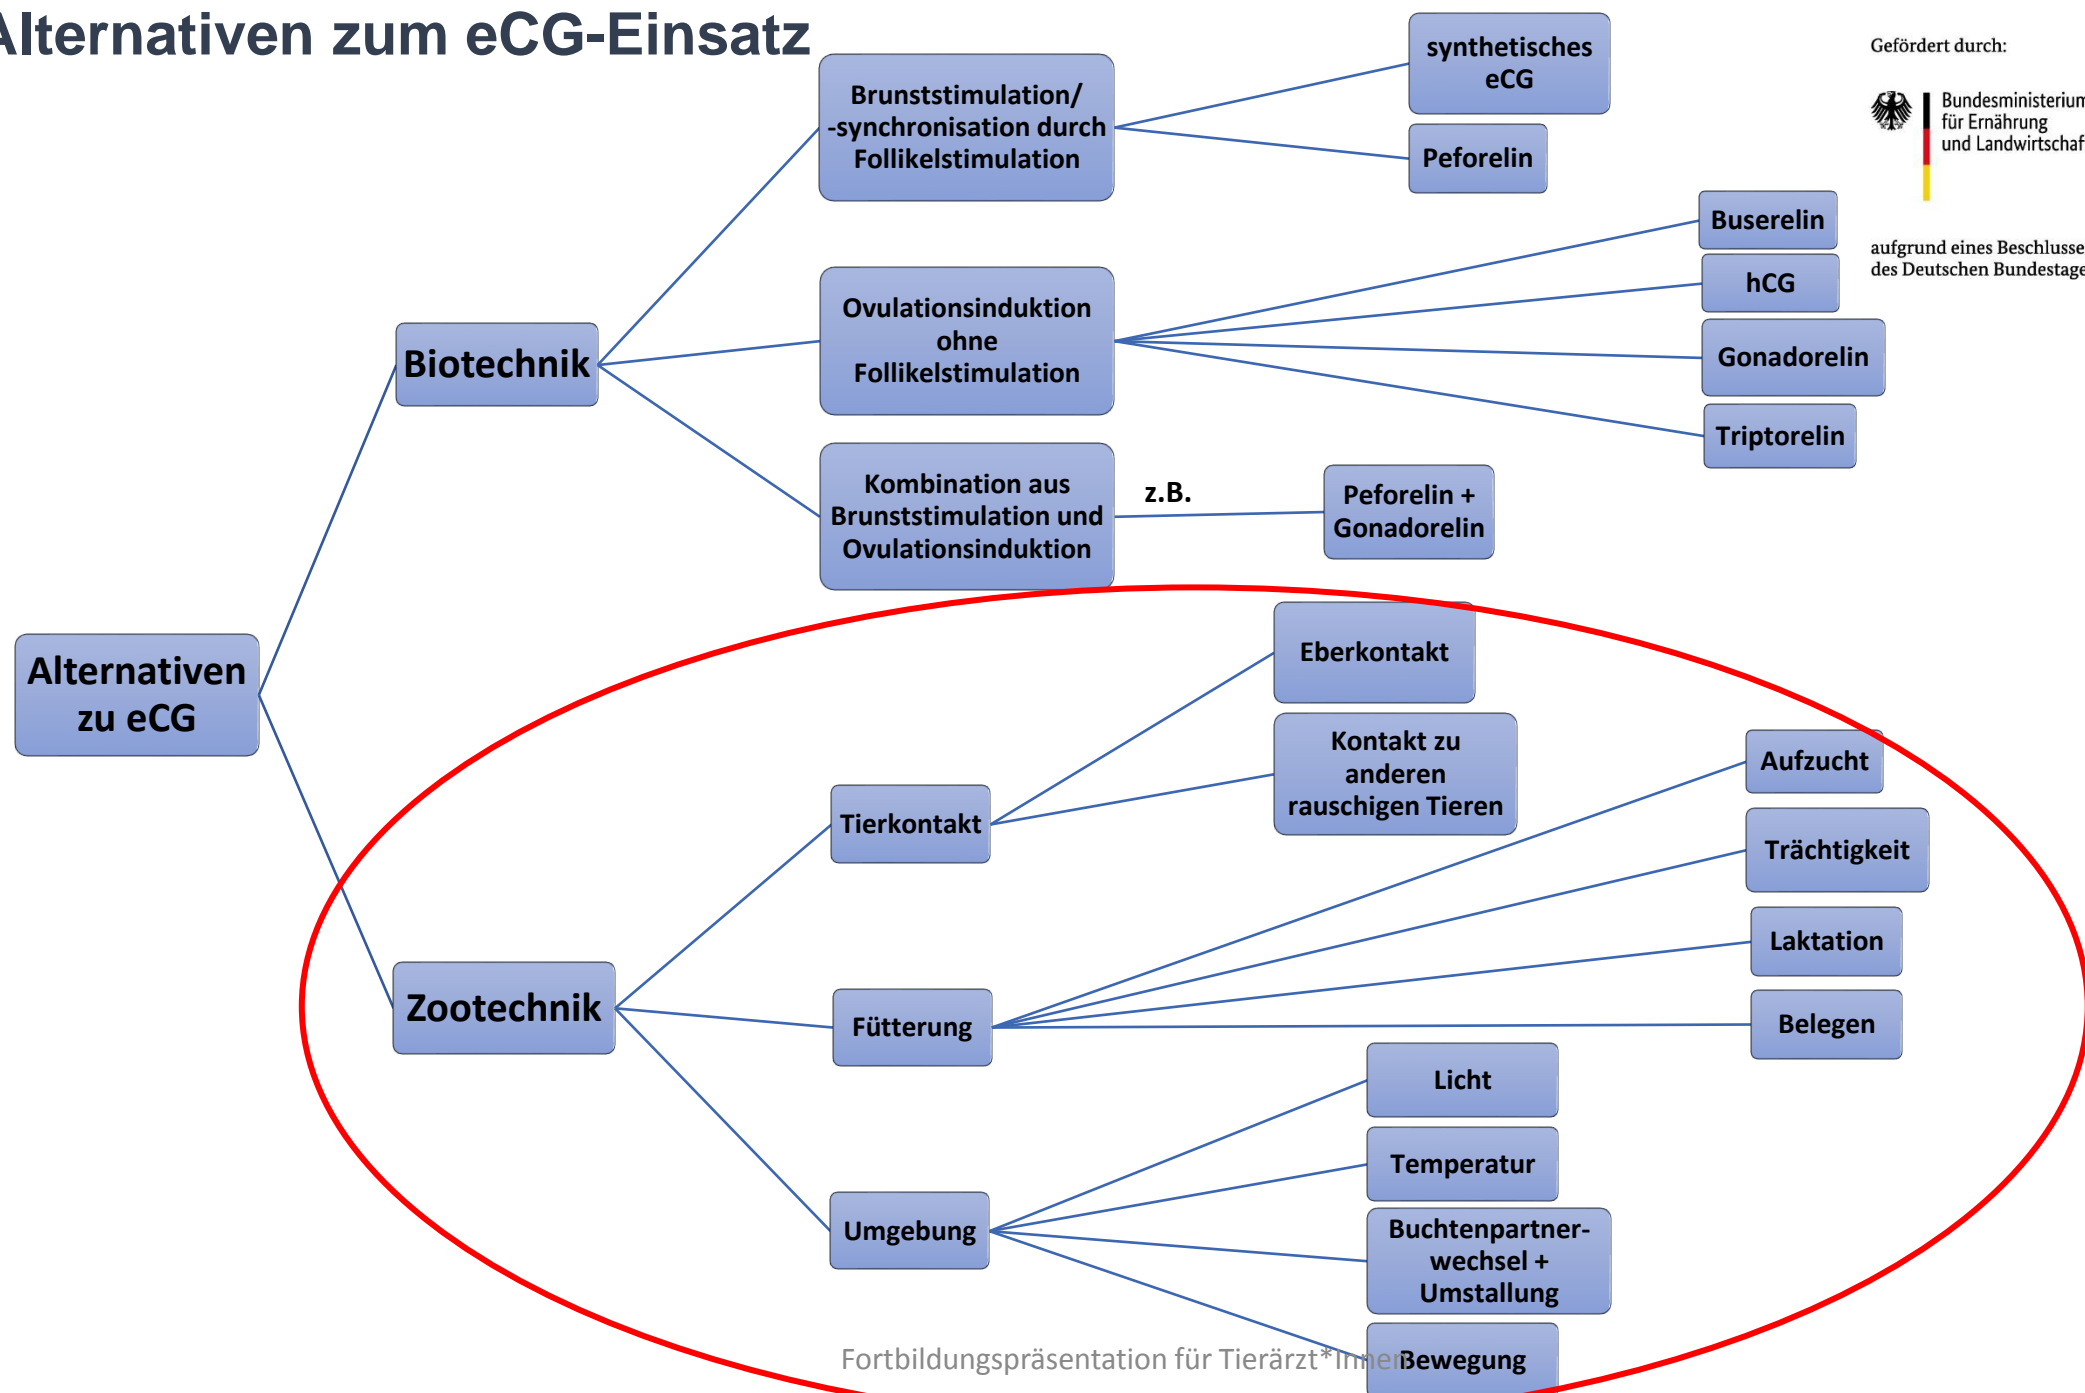 Alternativen zum eCG-Einsatz
Gefördert durch:
Bundesministerium
für Ernährung
und Landwirtschaf
aufgrund eines Beschlusse
des Deutschen Bundestage
Alternativen
zu eCG
Biotechnik
Brunststimulation/
-synchronisation durch
Follikelstimulation
synthetisches
eCG
Peforelin
Ovulationsinduktion
ohne
Follikelstimulation
Buserelin
hCG
Gonadorelin
Triptorelin
Kombination aus
Brunststimulation und
Ovulationsinduktion
z.B.
Peforelin +
Gonadorelin
Zootechnik
Tierkontakt
Eberkontakt
Kontakt zu
anderen
rauschigen Tieren
Fütterung
Aufzucht
Trächtigkeit
Laktation
Belegen
Umgebung
Licht
Temperatur
Buchtenpartner-
wechsel +
Umstallung
Bewegung
Fortbildungspräsentation für Tierärzt*Innen